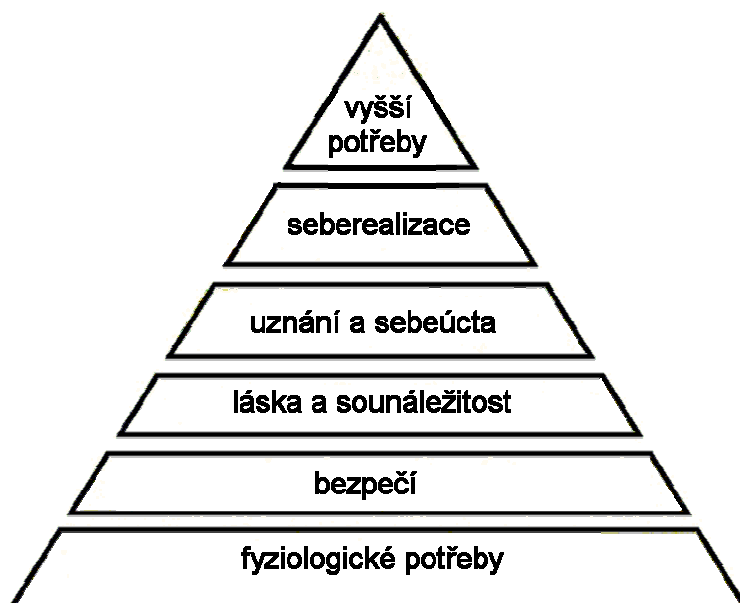 vyšší
potřeby
seberealizace
uznání a sebeúcta
láska a sounáležitost
bezpečí
fyziologické potřeby